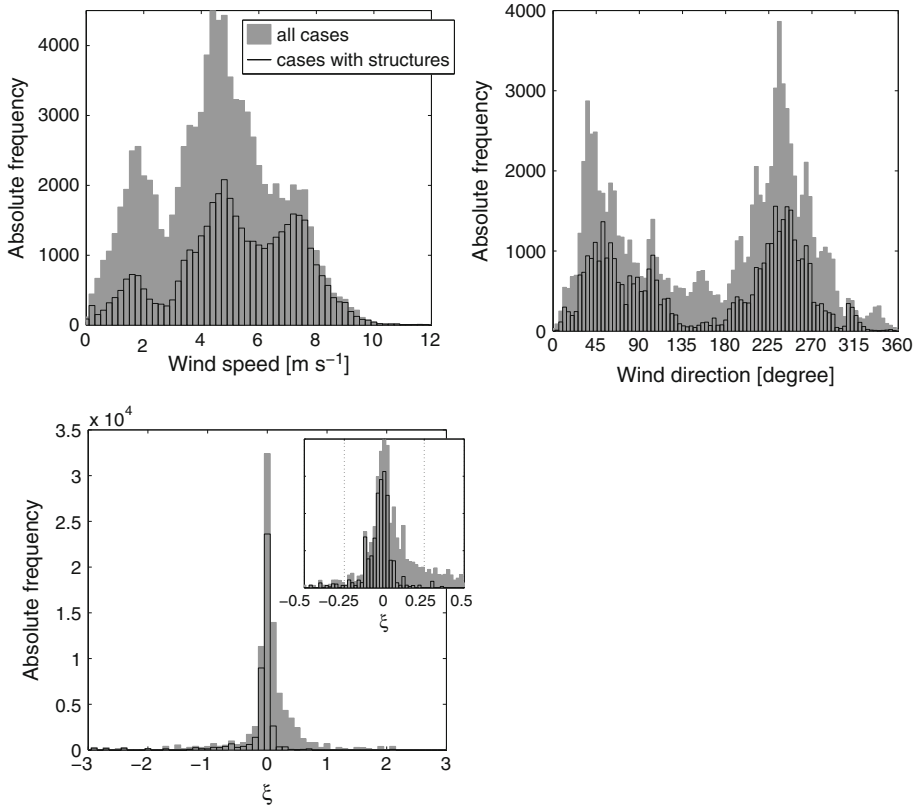 all cases
cases with structures
Absolute frequency
4000
3000
2000
1000
0
0 2 4 6 8 10 12
Wind speed [m s⁻¹]
Absolute frequency
4000
3000
2000
1000
0
0 45 90 135 180 225 270 315 360
Wind direction [degree]
x 10⁴
Absolute frequency
3.5
3
2.5
2
1.5
1
0.5
0
−3 −2 −1 0 1 2 3
ξ
−0.5 −0.25 0 0.25 0.5
ξ